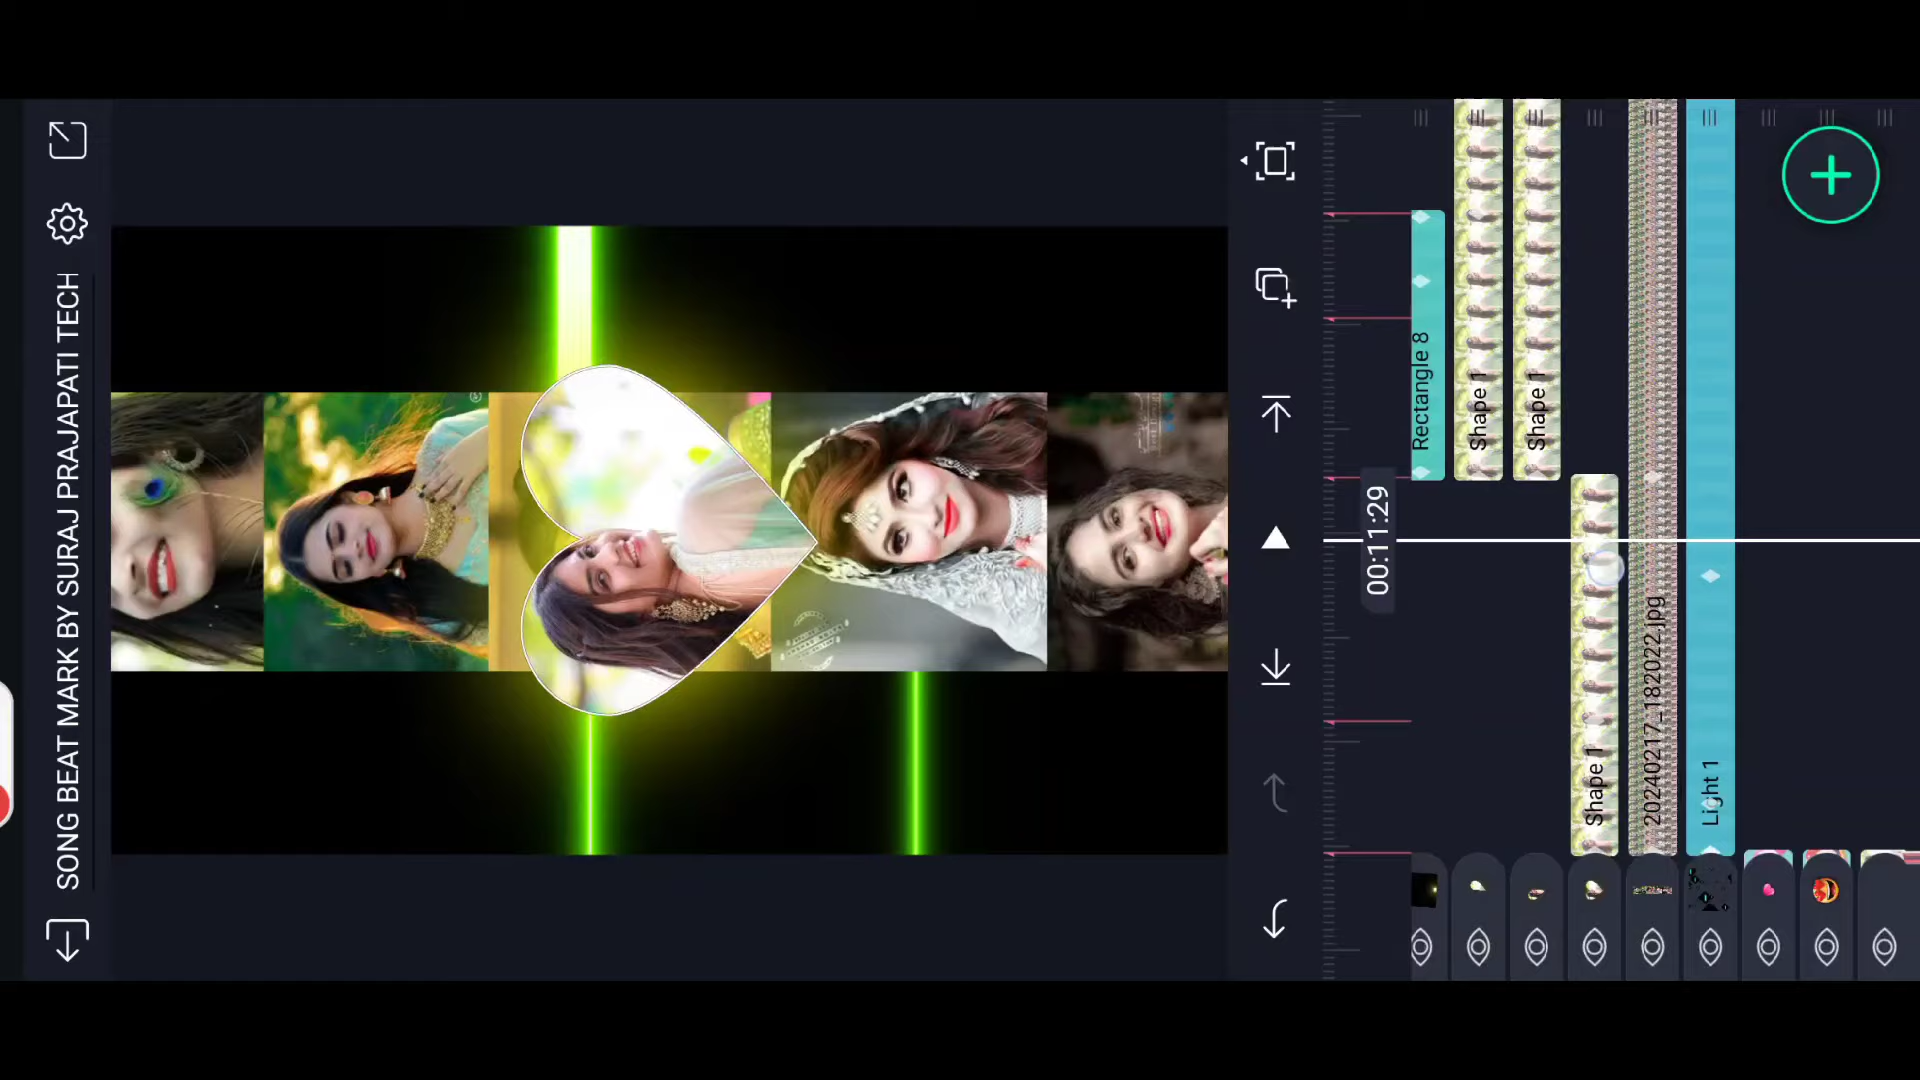 SONG BEAT MARK BY SURAJ PRAJAPATI TECH
00:11:29
Rectangle 8
Shape 1
Shape 1
Shape 1
20240217_182022.jpg
Light 1